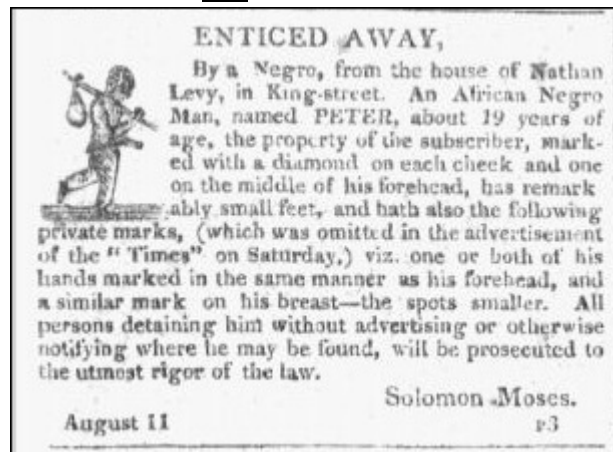 ENTICED AWAY,
By a Negro, from the house of Nathan
Levy, in King-street. An African Negro
Man, named PETER, about 19 years of
age, the property of the subscriber, mark-
ed with a diamond on each cheek and one
on the middle of his forehead, has remark
ably small feet, and hath also the following
private marks, (which was omitted in the advertisement
of the "Times" on Saturday,) viz. one or both of his
hands marked in the same manner as his forehead, and
a similar mark on his breast—the spots smaller. All
persons detaining him without advertising or otherwise
notifying where he may be found, will be prosecuted to
the utmost rigor of the law.
Solomon Moses.
August 11 p3